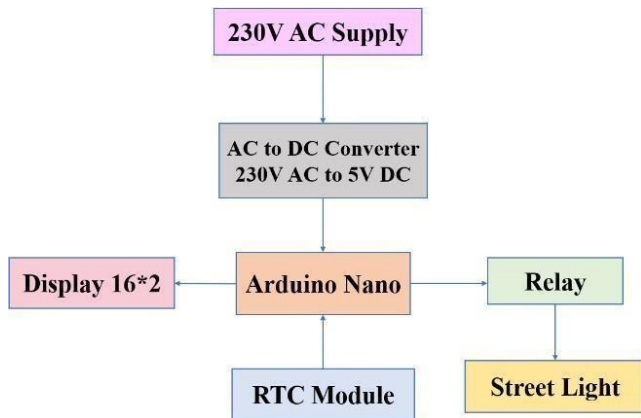 230V AC Supply
AC to DC Converter
230V AC to 5V DC
Display 16*2
Arduino Nano
Relay
RTC Module
Street Light